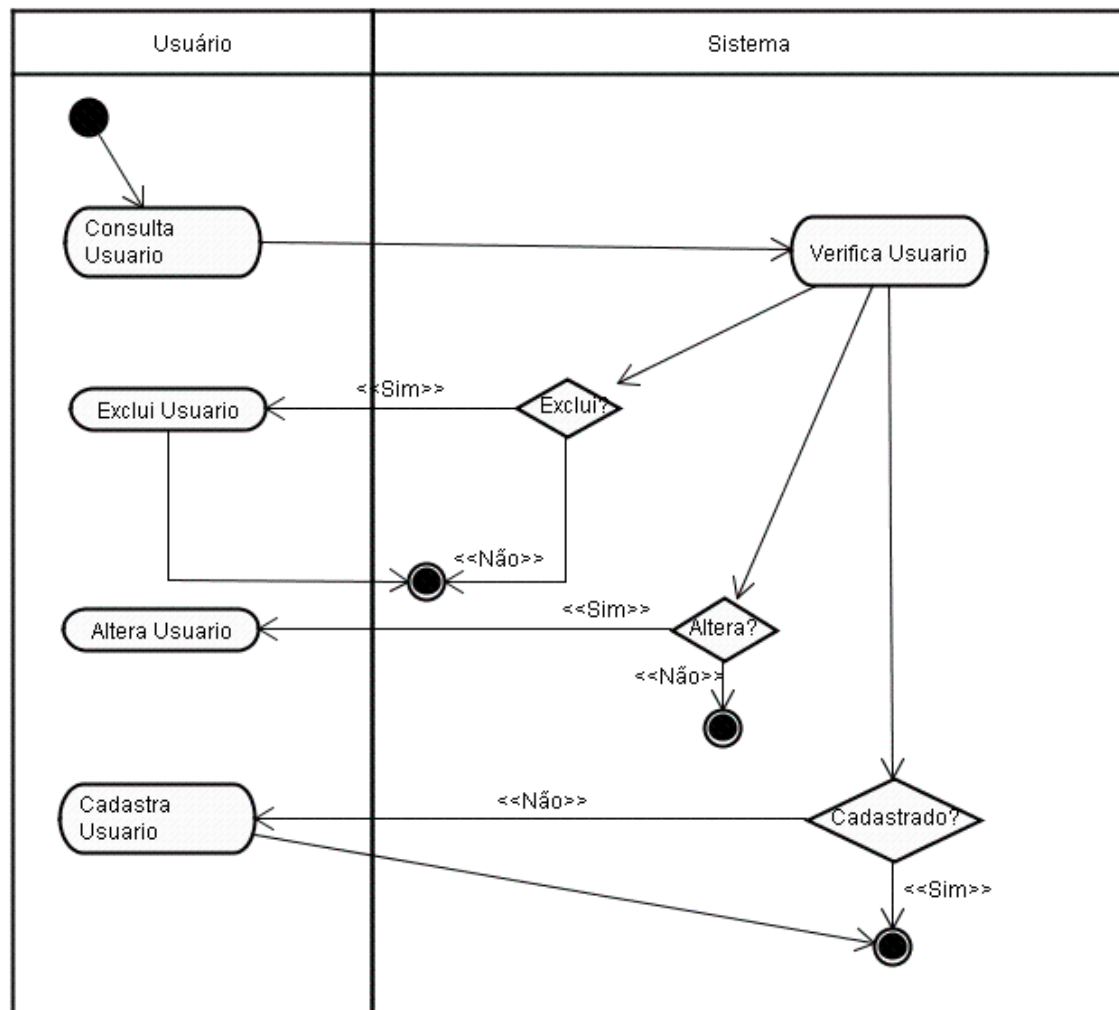 Usuário
Sistema
Consulta
Usuario
Verifica Usuario
<<Sim>>
Exclui Usuario
Exclui?
<<Não>>
<<Sim>>
Altera Usuario
Altera?
<<Não>>
<<Não>>
Cadastra
Usuario
Cadastrado?
<<Sim>>